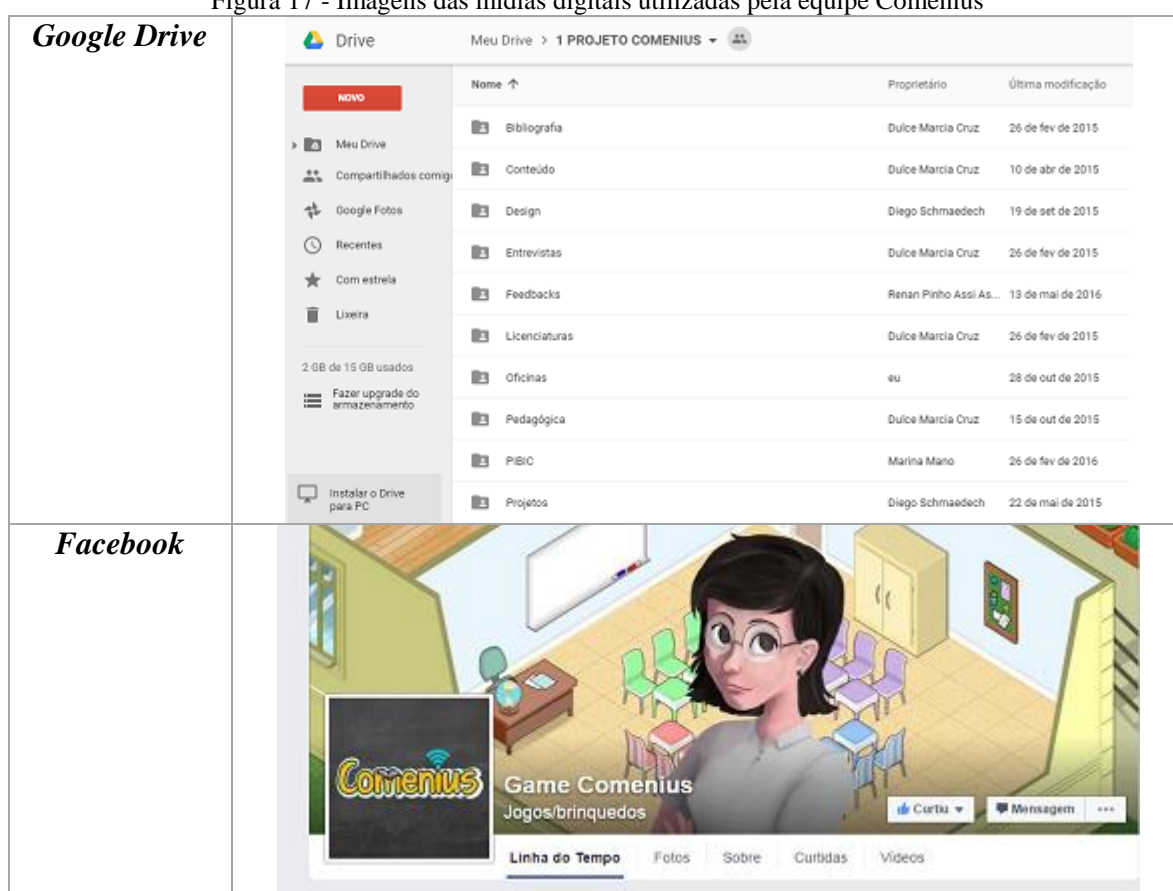 Figura 17 - Imagens das mídias digitais utilizadas pela equipe Comenius
Google Drive
Drive
Meu Drive > 1 PROJETO COMENIUS
NOVO
Meu Drive
Compartilhados comig
Google Fotos
Recentes
Com estrela
Lixeira
2 GB de 15 GB usados
Fazer upgrade do
armazenamento
Instalar o Drive
para PC
Nome Proprietário Última modificação
Bibliografia Dulce Marcia Cruz 26 de fev de 2015
Conteúdo Dulce Marcia Cruz 10 de abr de 2015
Design Diego Schmaedech 19 de set de 2015
Entrevistas Dulce Marcia Cruz 26 de fev de 2015
Feedbacks Renan Pinho Assi As... 13 de mai de 2016
Licenciaturas Dulce Marcia Cruz 26 de fev de 2015
Oficinas eu 28 de out de 2015
Pedagógica Dulce Marcia Cruz 15 de out de 2015
PIBIC Marina Mano 26 de fev de 2016
Projetos Diego Schmaedech 22 de mai de 2015
Facebook
Comenius
Game Comenius
Jogos/brinquedos
Curtiu Mensagem ...
Linha do Tempo Fotos Sobre Curtidas Vídeos